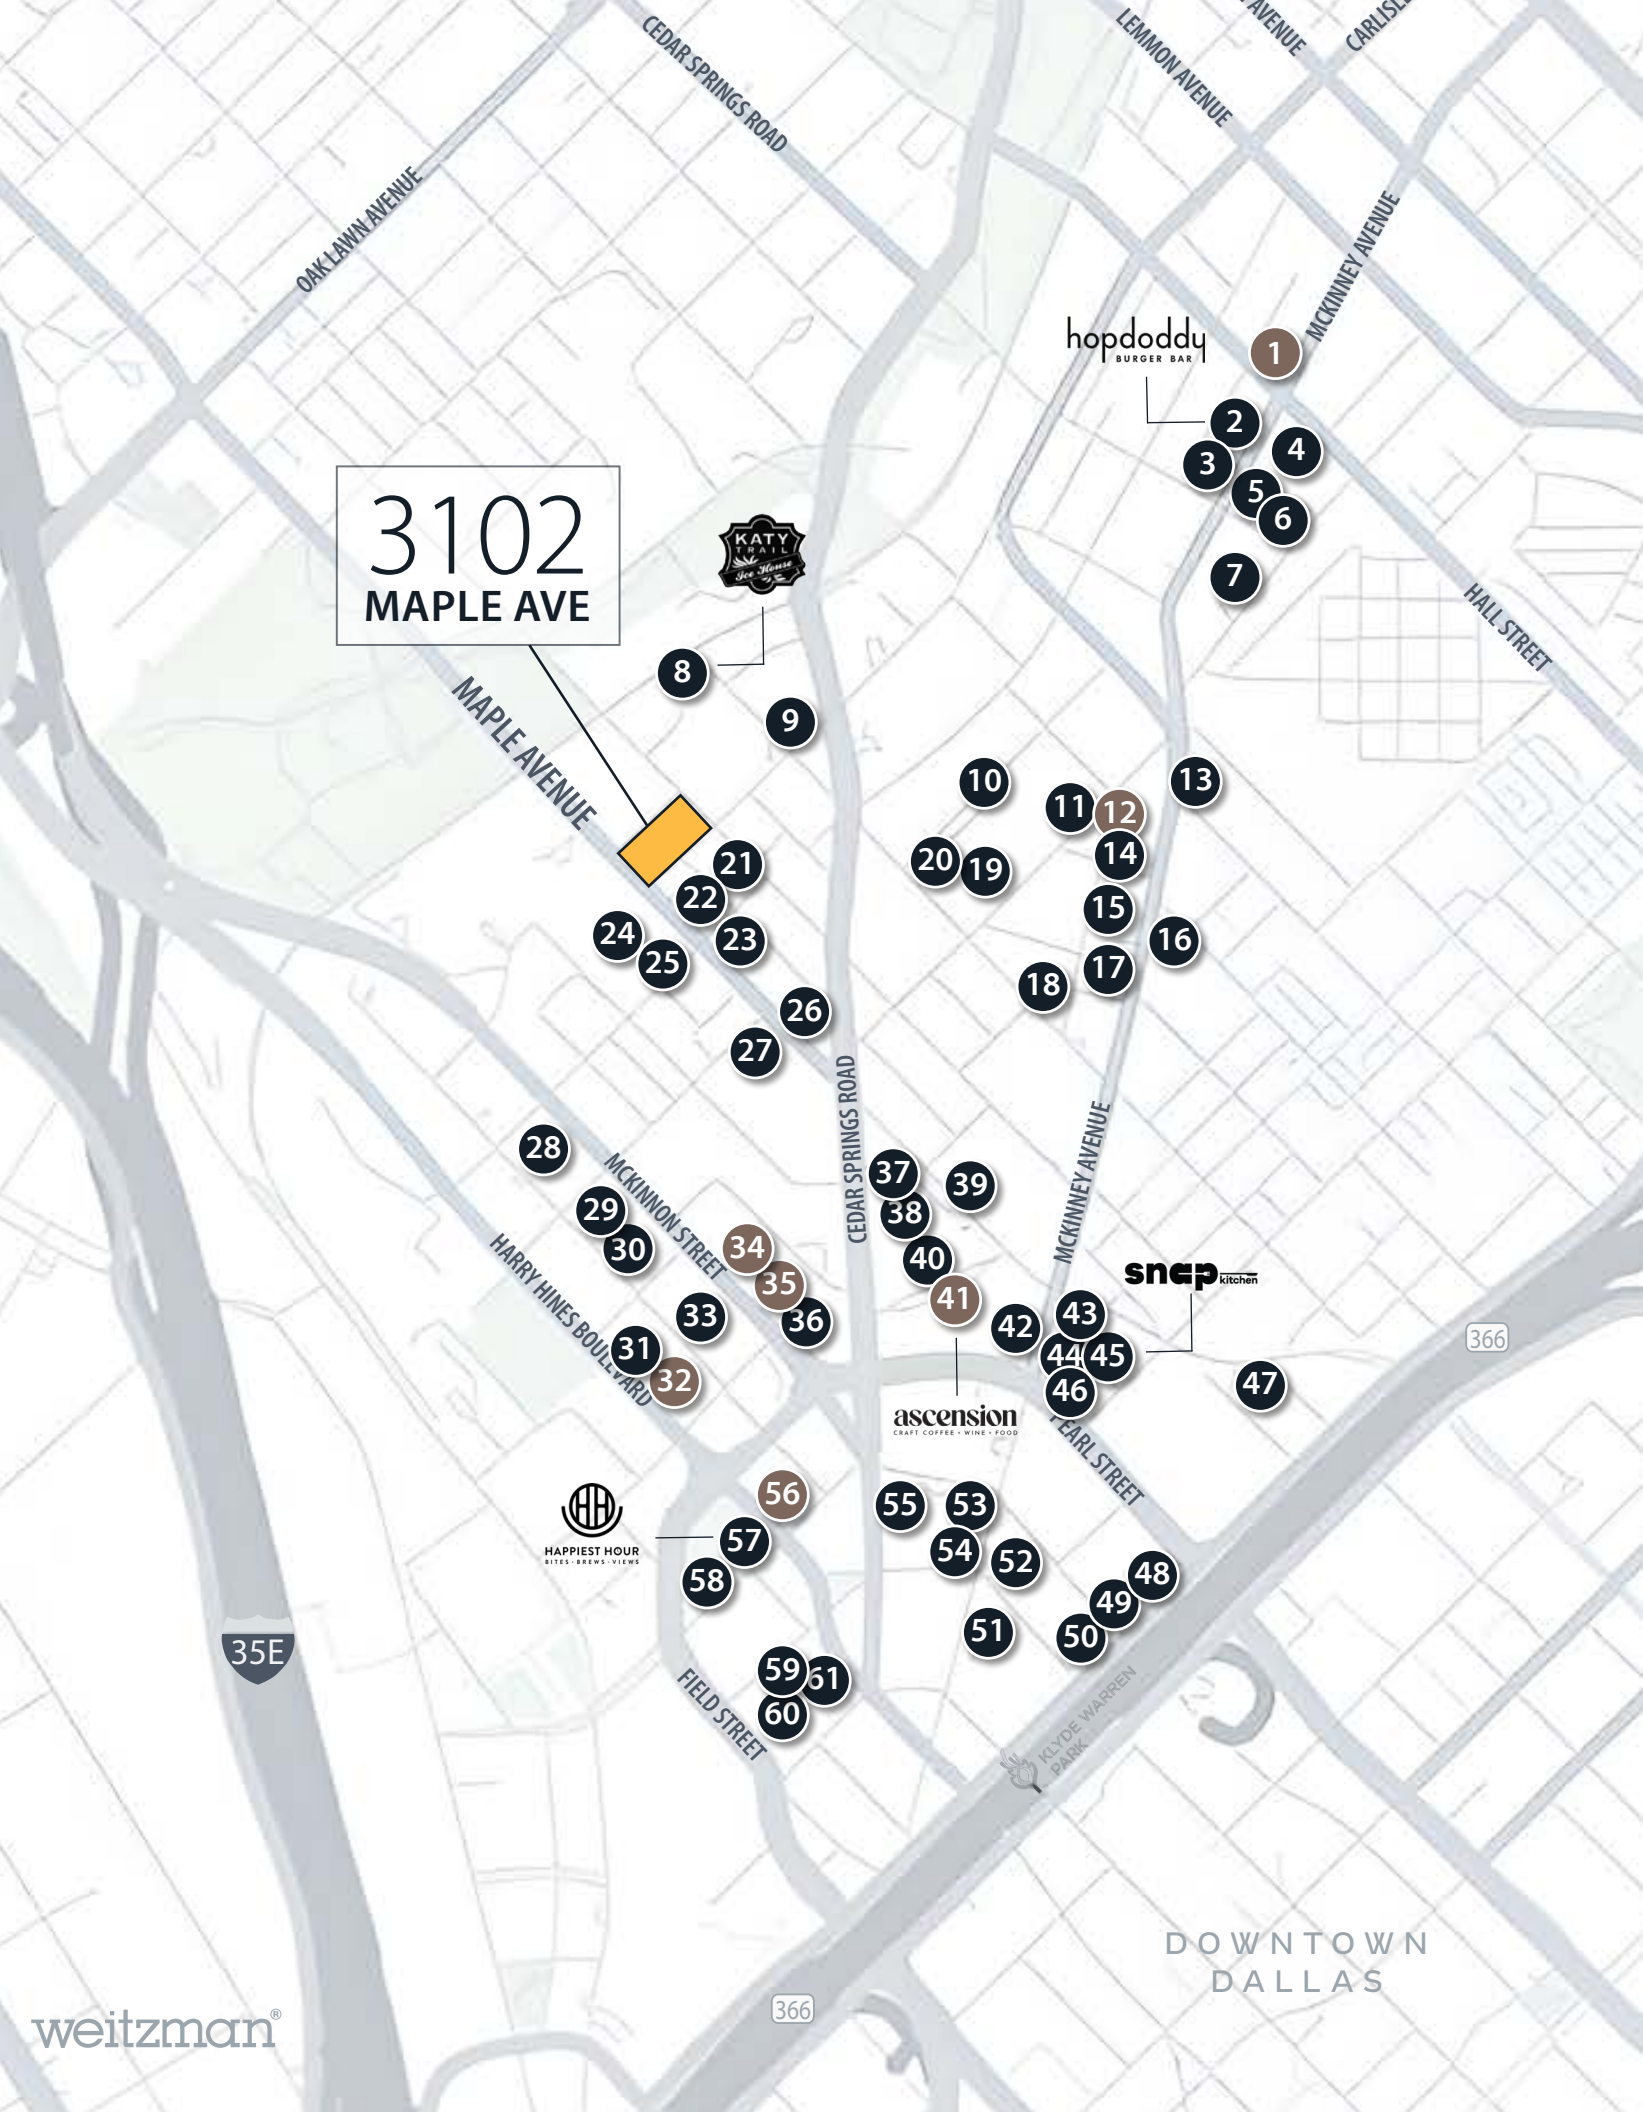 CEDAR SPRINGS ROAD
LEMMON AVENUE
AVENUE
OAK LAWN AVENUE
MCKINNEY AVENUE
hopdoddy
BURGER BAR
1
2
3
4
5
6
7
3102
MAPLE AVE
KATY
TRAIL
Ice House
HALL STREET
8
9
MAPLE AVENUE
10
11
12
13
14
15
16
17
18
19
20
21
22
23
24
25
26
27
CEDAR SPRINGS ROAD
MCKINNEY AVENUE
28
29
30
MCKINNON STREET
HARRY HINES BOULEVARD
31
32
33
34
35
36
37
38
39
40
41
42
43
44
45
46
47
snap kitchen
366
ascension
CRAFT COFFEE • WINE • FOOD
PEARL STREET
HH
HAPPIEST HOUR
BITES · BREWS · VIEWS
48
49
50
51
52
53
54
55
56
57
58
59
60
61
35E
FIELD STREET
KLYDE WARREN
PARK
DOWNTOWN
DALLAS
366
weitzman®